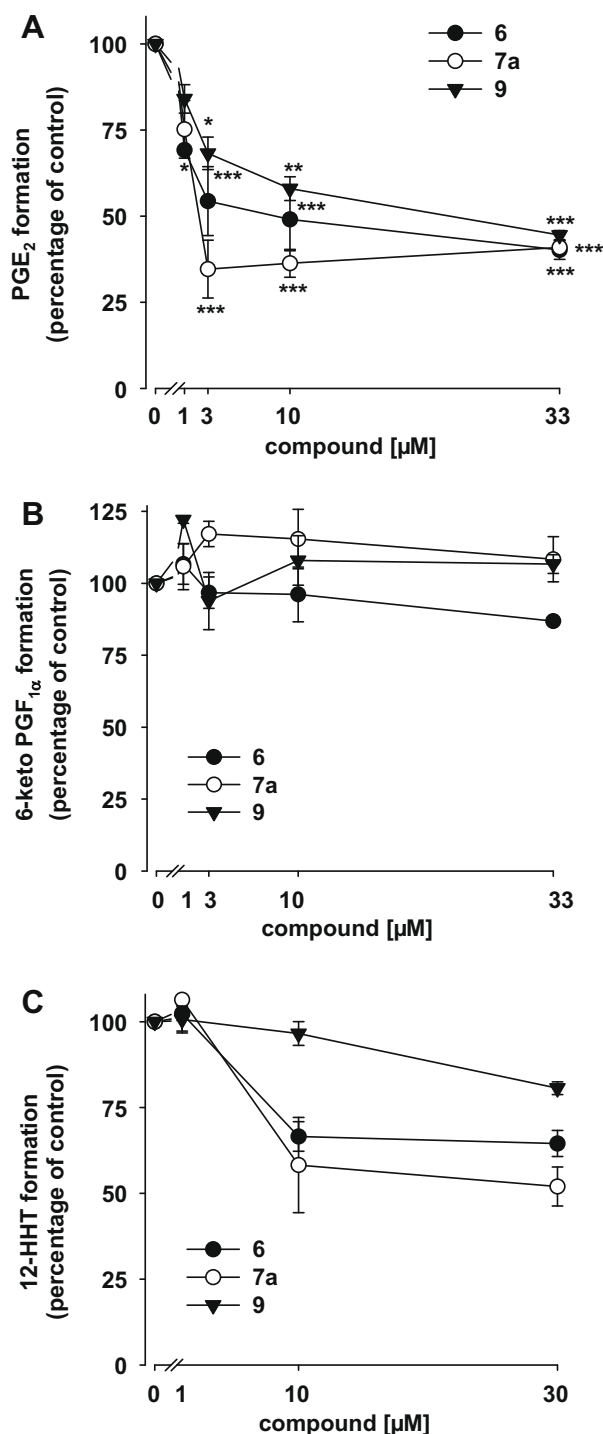 A
6
7a
9
PGE2 formation
(percentage of control)
100
75
50
25
0
*
*
***
**
***
***
***
***
***
***
0 1 3 10 33
compound [µM]
B
6-keto PGF1α formation
(percentage of control)
125
100
75
50
25
0
6
7a
9
0 1 3 10 33
compound [µM]
C
12-HHT formation
(percentage of control)
100
75
50
25
0
6
7a
9
0 1 10 30
compound [µM]